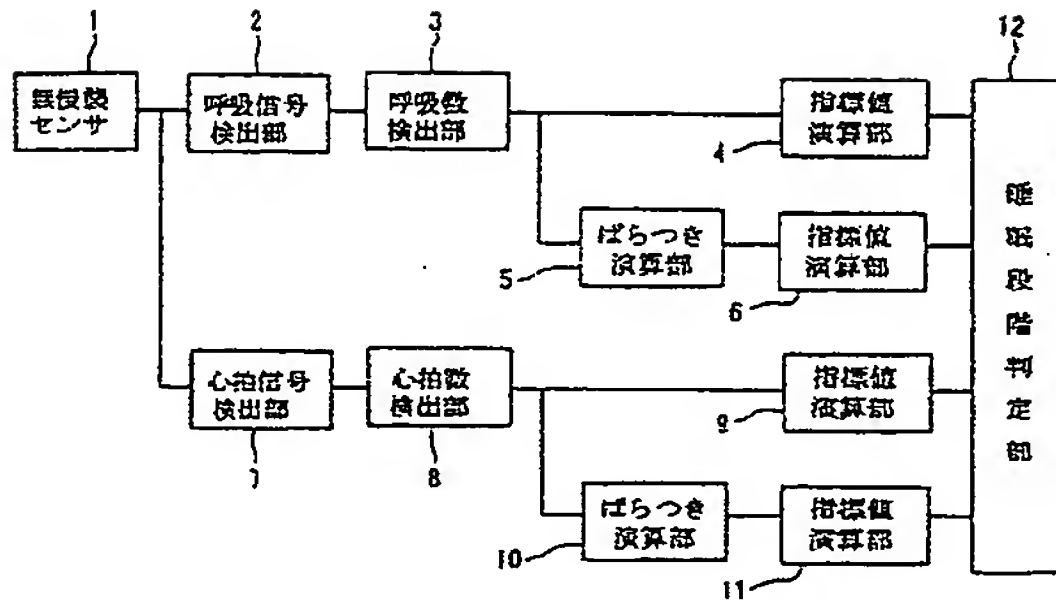 1
2
3
12
無侵襲
センサ
呼吸信号
検出部
呼吸数
検出部
指標値
演算部
4
ばらつき
演算部
5
指標値
演算部
6
睡眠段階判定部
心拍信号
検出部
7
心拍数
検出部
8
指標値
演算部
9
ばらつき
演算部
10
指標値
演算部
11